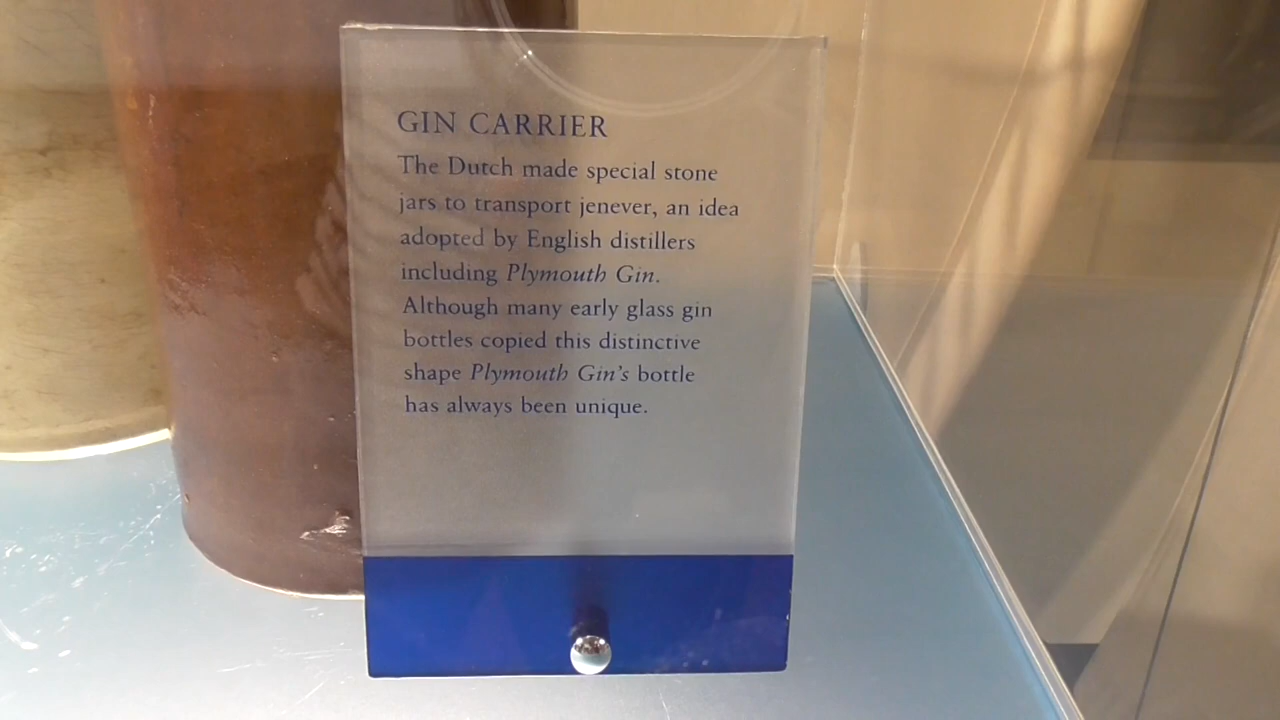 GIN CARRIER
The Dutch made special stone
jars to transport jenever, an idea
adopted by English distillers
including Plymouth Gin.
Although many early glass gin
bottles copied this distinctive
shape Plymouth Gin's bottle
has always been unique.